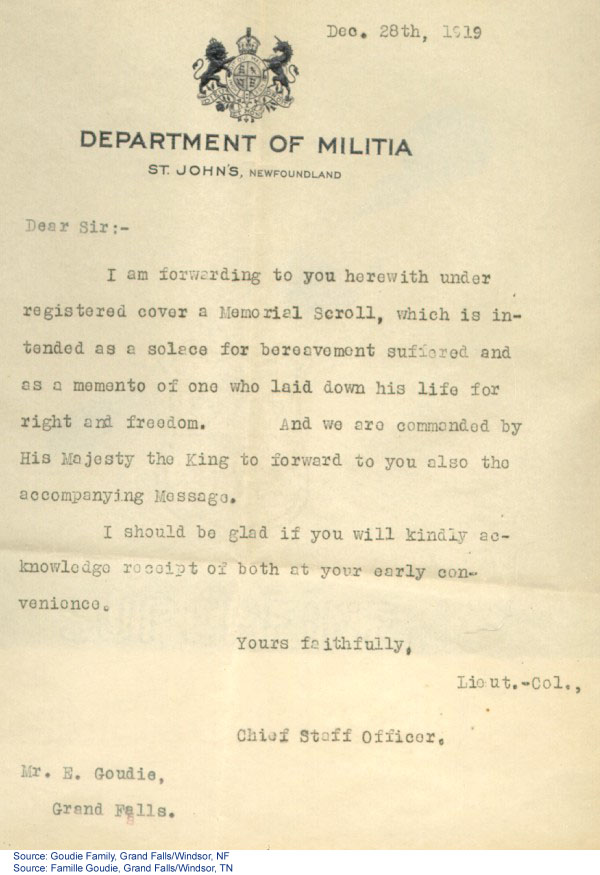 Dec. 28th, 1919
DEPARTMENT OF MILITIA
ST. JOHN'S, NEWFOUNDLAND
Dear Sir:-
I am forwarding to you herewith under
registered cover a Memorial Scroll, which is in-
tended as a solace for bereavement suffered and
as a memento of one who laid down his life for
right and freedom. And we are commanded by
His Majesty the King to forward to you also the
accompanying Message.
I should be glad if you will kindly ac-
knowledge receipt of both at your early con-
venience.
Yours faithfully,
Lieut.-Col.,
Chief Staff Officer.
Mr. E. Goudie,
Grand Falls.
Source: Goudie Family, Grand Falls/Windsor, NF
Source: Famille Goudie, Grand Falls/Windsor, TN